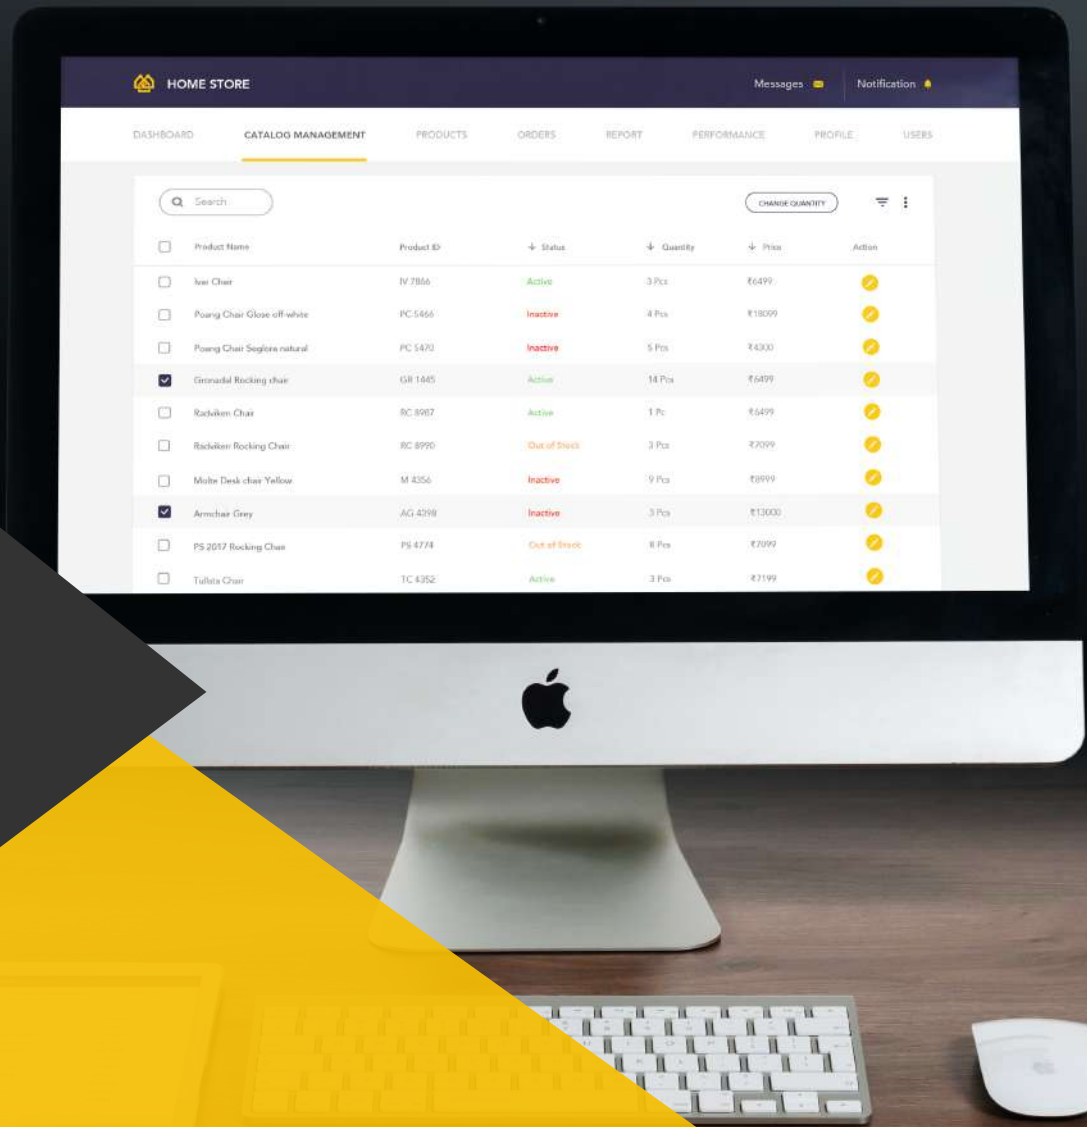 HOME STORE Messages Notification
DASHBOARD CATALOG MANAGEMENT PRODUCTS ORDERS REPORT PERFORMANCE PROFILE USERS
Search CHANGE QUANTITY
Product Name Product ID Status Quantity Price Action
Ivar Chair IV 7866 Active 3 Pcs ₹6499
Poang Chair Glose off-white PC 5466 Inactive 4 Pcs ₹18099
Poang Chair Seglora natural PC 5470 Inactive 5 Pcs ₹4300
Gronadal Rocking chair GR 1445 Active 14 Pcs ₹6499
Radviken Chair RC 8987 Active 1 Pc ₹6499
Radviken Rocking Chair RC 8990 Out of Stock 3 Pcs ₹7099
Molte Desk chair Yellow M 4356 Inactive 9 Pcs ₹8999
Armchair Grey AG 4398 Inactive 3 Pcs ₹13000
PS 2017 Rocking Chair PS 4774 Out of Stock 8 Pcs ₹7099
Tullsta Chair TC 4352 Active 3 Pcs ₹7199